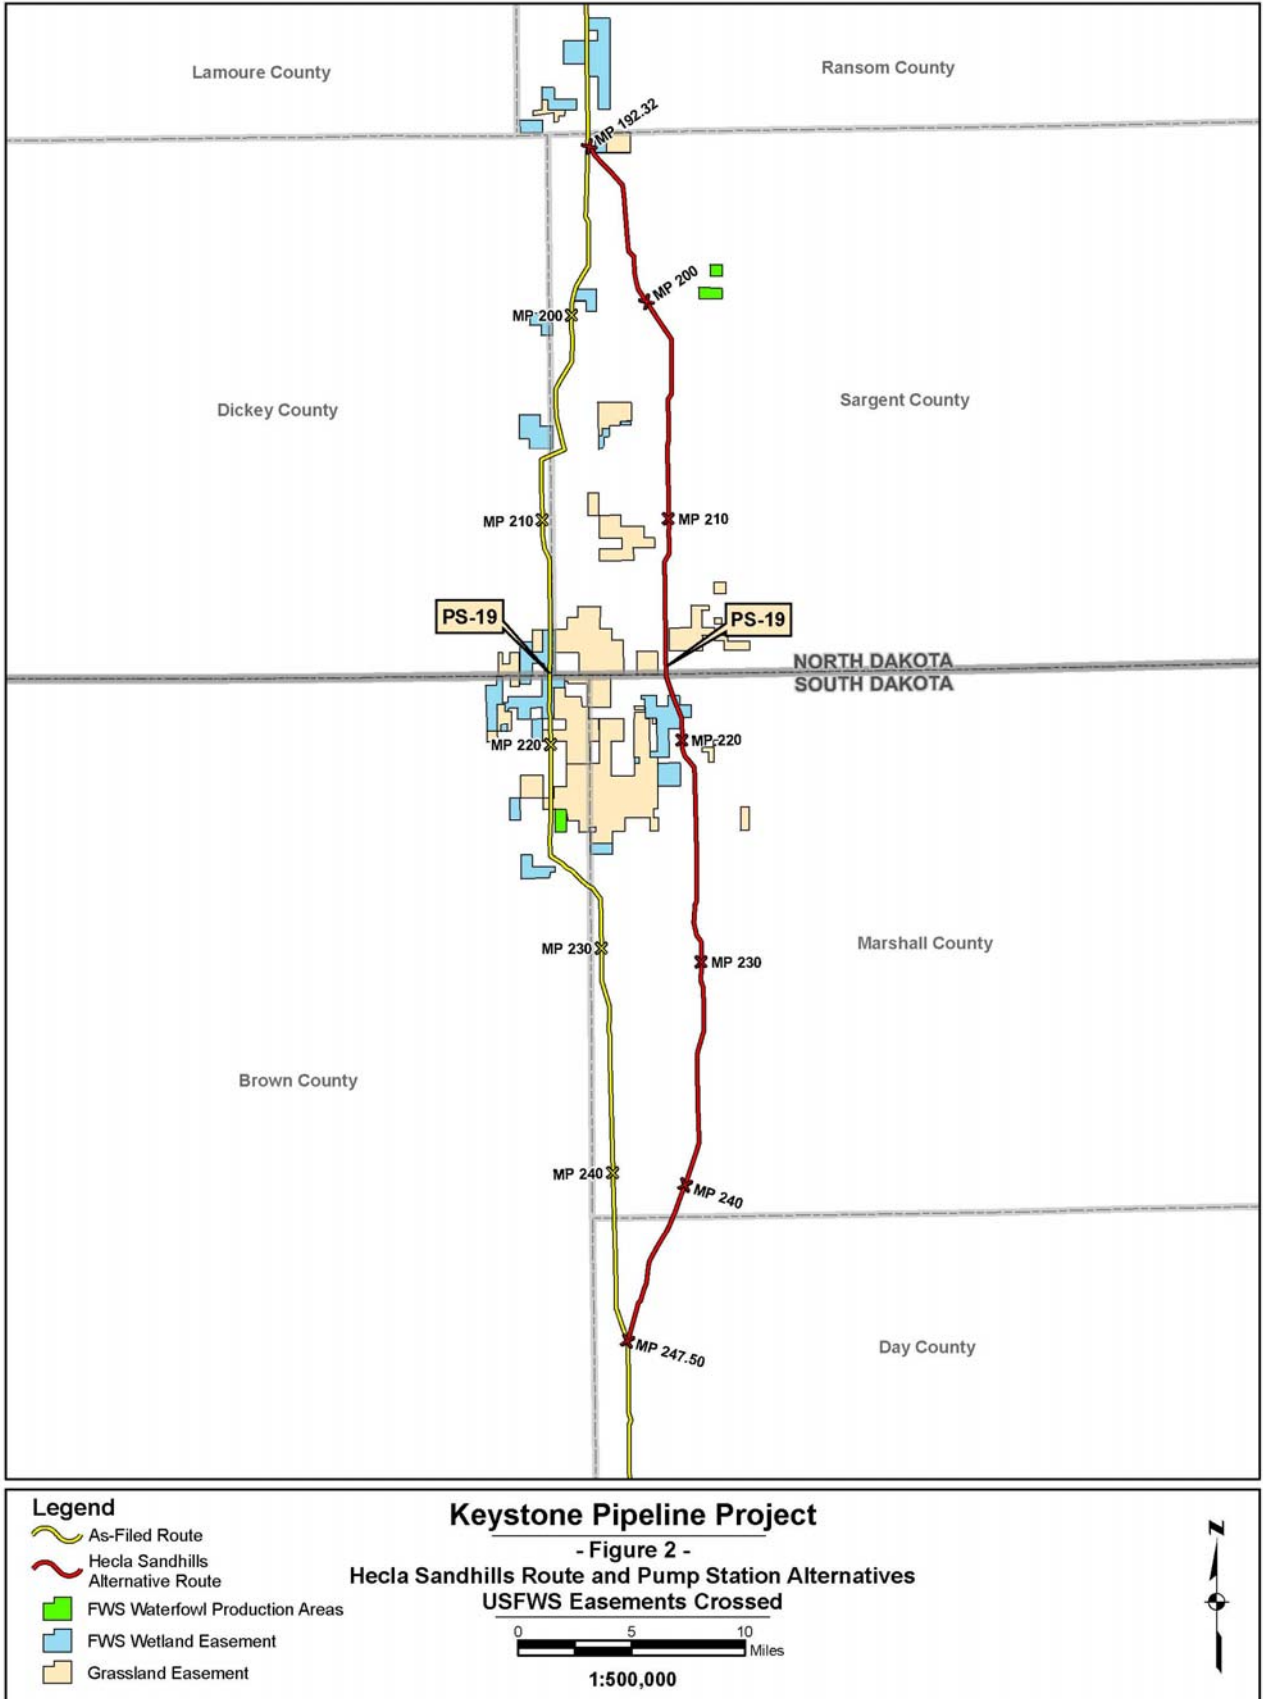 Lamoure County
Ransom County
MP 192.32
MP 200
MP 200
Dickey County
Sargent County
MP 210
MP 210
PS-19
PS-19
NORTH DAKOTA
SOUTH DAKOTA
MP 220
MP 220
MP 230
MP 230
Marshall County
Brown County
MP 240
MP 240
MP 247.50
Day County
Legend
As-Filed Route
Hecla Sandhills
Alternative Route
FWS Waterfowl Production Areas
FWS Wetland Easement
Grassland Easement
Keystone Pipeline Project
- Figure 2 -
Hecla Sandhills Route and Pump Station Alternatives
USFWS Easements Crossed
0 5 10
Miles
1:500,000
N